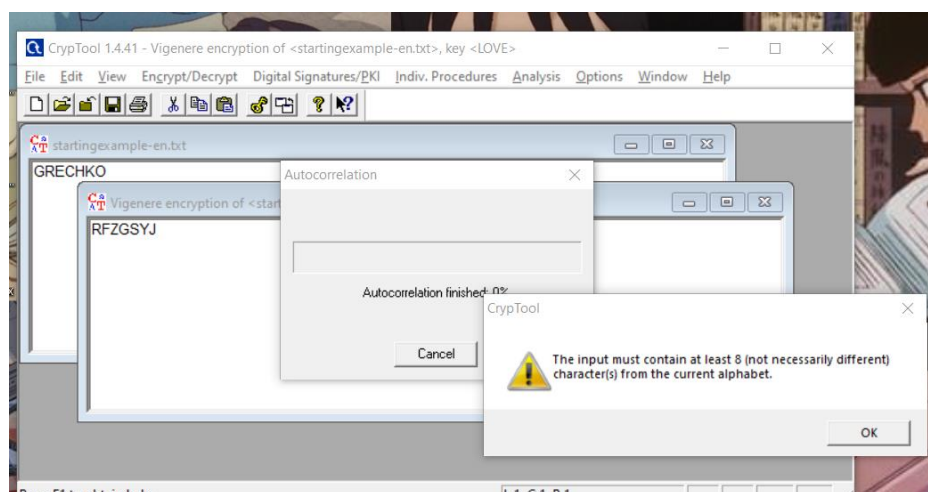 CrypTool 1.4.41 - Vigenere encryption of <startingexample-en.txt>, key <LOVE>
File Edit View Encrypt/Decrypt Digital Signatures/PKI Indiv. Procedures Analysis Options Window Help
startingexample-en.txt
GRECHKO
Vigenere encryption of <start
RFZGSYJ
Autocorrelation
Autocorrelation finished: 0%
Cancel
CrypTool
The input must contain at least 8 (not necessarily different)
character(s) from the current alphabet.
OK